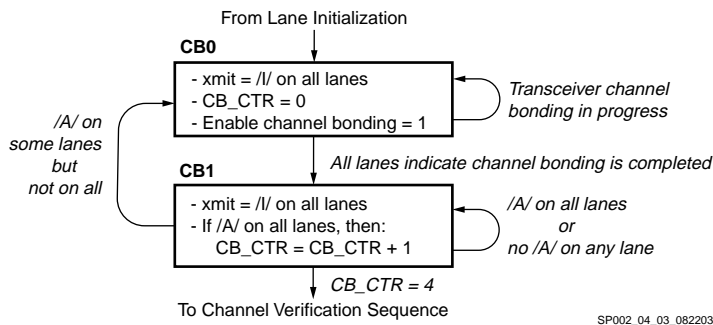 From Lane Initialization
CB0
- xmit = /I/ on all lanes
- CB_CTR = 0
- Enable channel bonding = 1
Transceiver channel
bonding in progress
/A/ on
some lanes
but
not on all
All lanes indicate channel bonding is completed
CB1
- xmit = /I/ on all lanes
- If /A/ on all lanes, then:
CB_CTR = CB_CTR + 1
/A/ on all lanes
or
no /A/ on any lane
CB_CTR = 4
To Channel Verification Sequence
SP002_04_03_082203